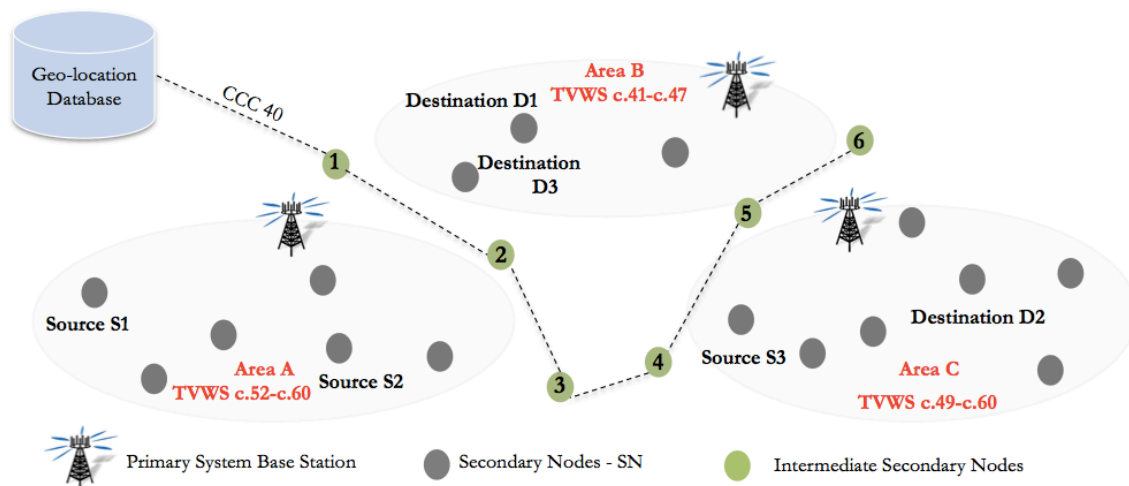 Geo-location
Database
CCC 40
Area B
TVWS c.41-c.47
Destination D1
Destination
D3
1
2
3
4
5
6
Source S1
Source S2
Area A
TVWS c.52-c.60
Source S3
Destination D2
Area C
TVWS c.49-c.60
Primary System Base Station
Secondary Nodes - SN
Intermediate Secondary Nodes